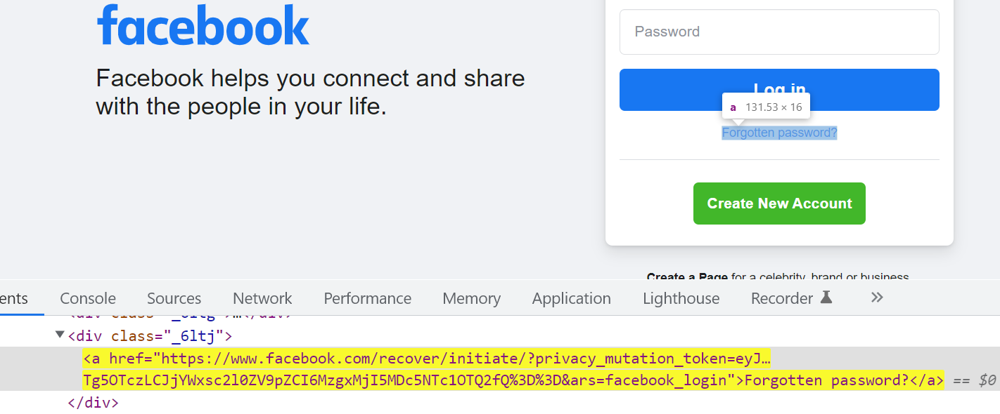 facebook
Facebook helps you connect and share
with the people in your life.
Password
Log in
a 131.53 × 16
Forgotten password?
Create New Account
Create a Page for a celebrity, brand or business
ents Console Sources Network Performance Memory Application Lighthouse Recorder »
<div class="_6ltg">…</div>
<div class="_6ltj">
<a href="https://www.facebook.com/recover/initiate/?privacy_mutation_token=eyJ…
Tg5OTczLCJjYWxsc2l0ZV9pZCI6MzgxMjI5MDc5NTc1OTQ2fQ%3D%3D&ars=facebook_login">Forgotten password?</a> == $0
</div>